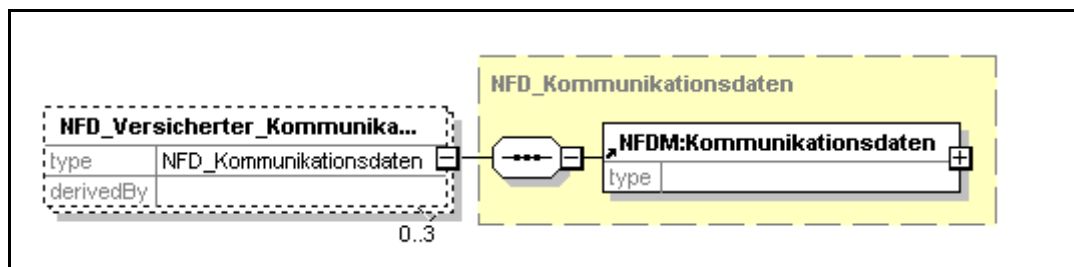 NFD_Kommunikationsdaten
NFD_Versicherter_Kommunika...
type NFD_Kommunikationsdaten
derivedBy
0..3
NFDM:Kommunikationsdaten
type